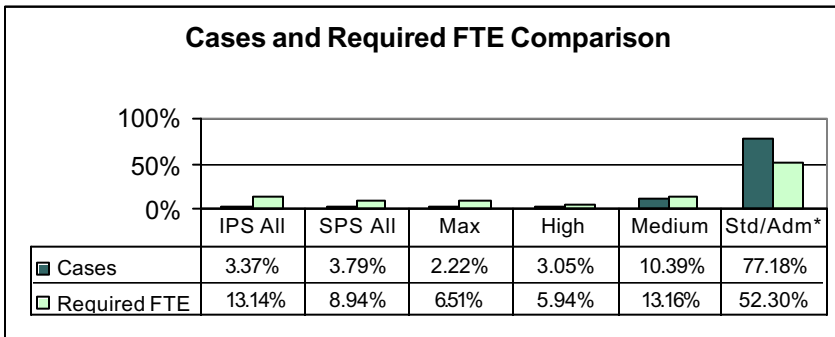 Cases and Required FTE Comparison
100%
50%
0%
IPS All SPS All Max High Medium Std/Adm*
Cases 3.37% 3.79% 2.22% 3.05% 10.39% 77.18%
Required FTE 13.14% 8.94% 6.51% 5.94% 13.16% 52.30%